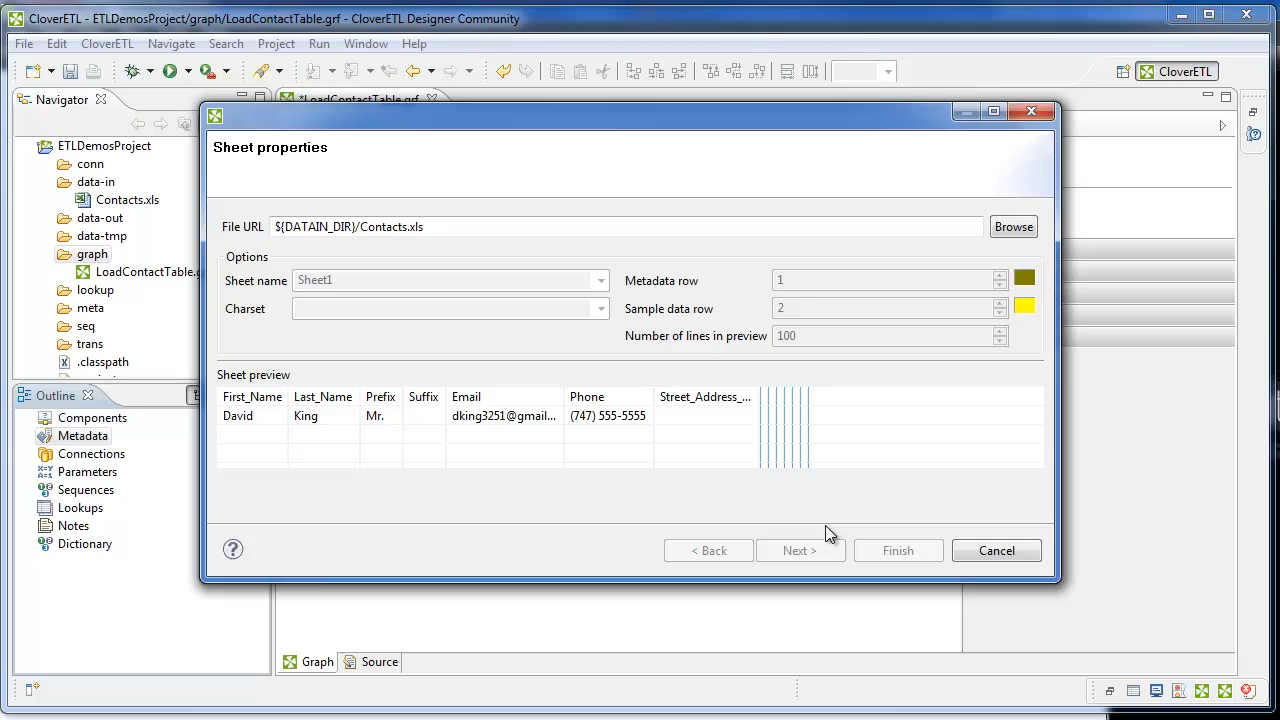 CloverETL - ETLDemosProject/graph/LoadContactTable.grf - CloverETL Designer Community
File Edit CloverETL Navigate Search Project Run Window Help
CloverETL
Navigator
*LoadContactTable.grf
ETLDemosProject
conn
data-in
Contacts.xls
data-out
data-tmp
graph
LoadContactTable.g
lookup
meta
seq
trans
.classpath
Outline
Components
Metadata
Connections
Parameters
Sequences
Lookups
Notes
Dictionary
Sheet properties
File URL ${DATAIN_DIR}/Contacts.xls Browse
Options
Sheet name Sheet1 Metadata row 1
Charset Sample data row 2
Number of lines in preview 100
Sheet preview
First_Name Last_Name Prefix Suffix Email Phone Street_Address_...
David King Mr. dking3251@gmail... (747) 555-5555
? < Back Next > Finish Cancel
Graph Source